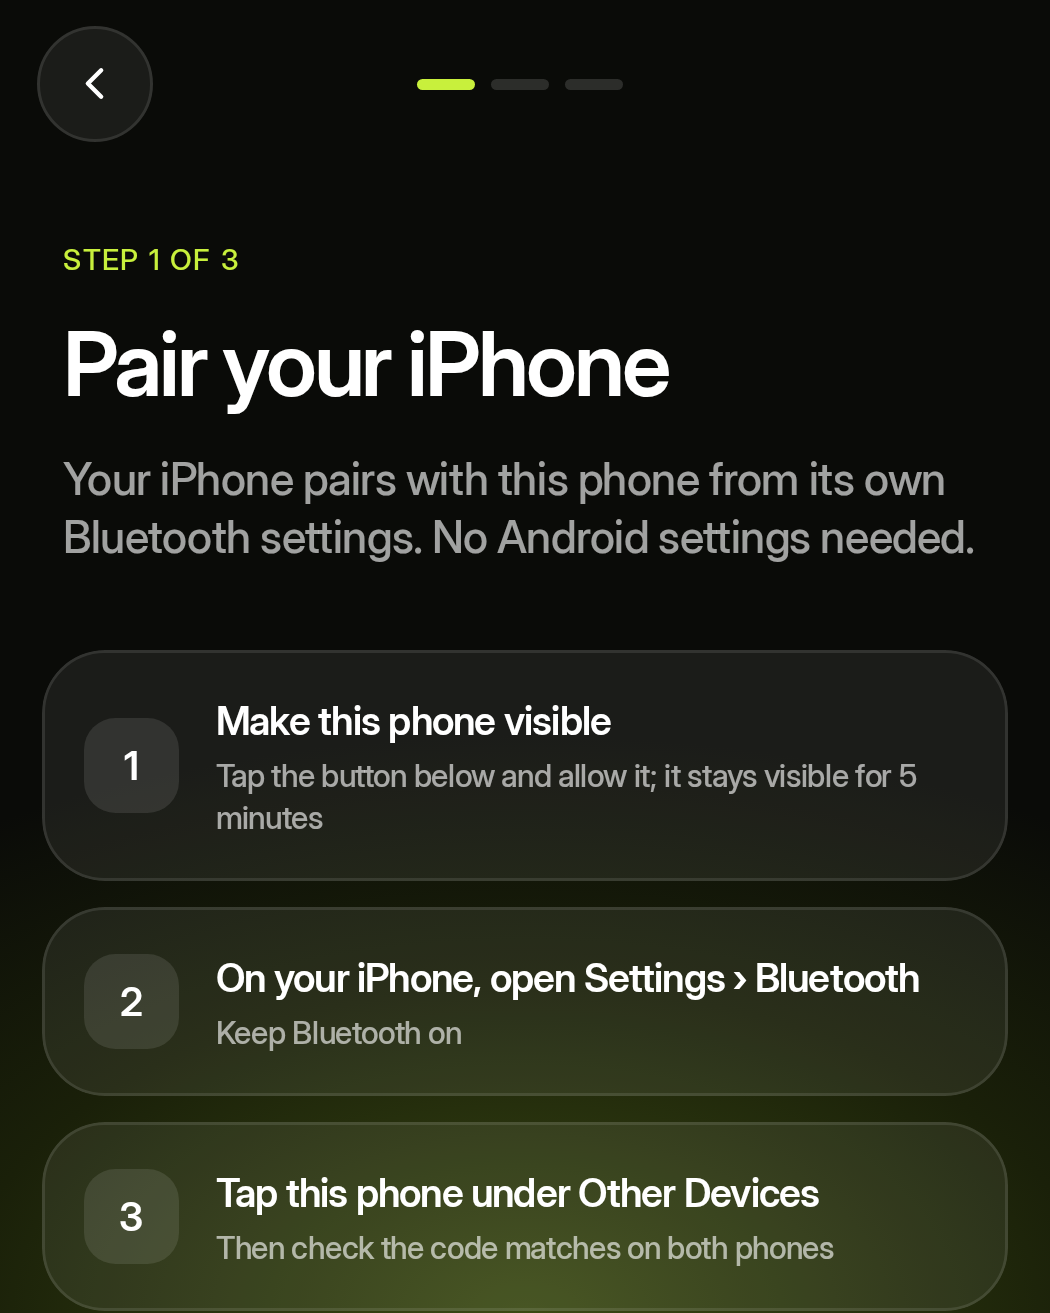 STEP 1 OF 3
Pair your iPhone
Your iPhone pairs with this phone from its own
Bluetooth settings. No Android settings needed.
1
Make this phone visible
Tap the button below and allow it; it stays visible for 5
minutes
2
On your iPhone, open Settings › Bluetooth
Keep Bluetooth on
3
Tap this phone under Other Devices
Then check the code matches on both phones